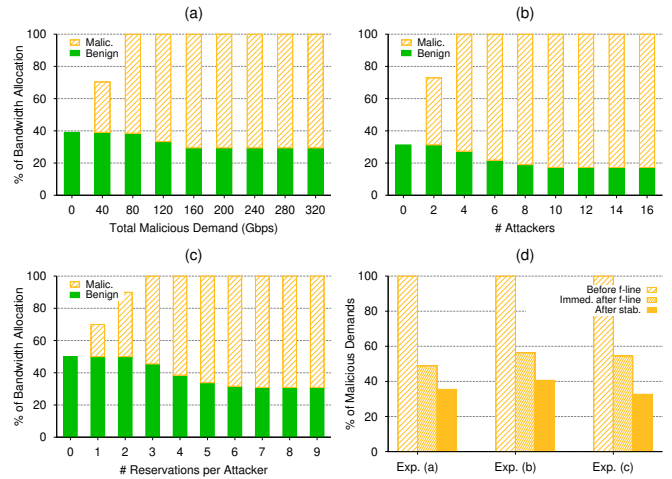 (a)
% of Bandwidth Allocation
100
80
60
40
20
0
Malic.
Benign
0 40 80 120 160 200 240 280 320
Total Malicious Demand (Gbps)
(b)
% of Bandwidth Allocation
100
80
60
40
20
0
Malic.
Benign
0 2 4 6 8 10 12 14 16
# Attackers
(c)
% of Bandwidth Allocation
100
80
60
40
20
0
Malic.
Benign
0 1 2 3 4 5 6 7 8 9
# Reservations per Attacker
(d)
% of Malicious Demands
100
80
60
40
20
0
Before f-line
Immed. after f-line
After stab.
Exp. (a) Exp. (b) Exp. (c)